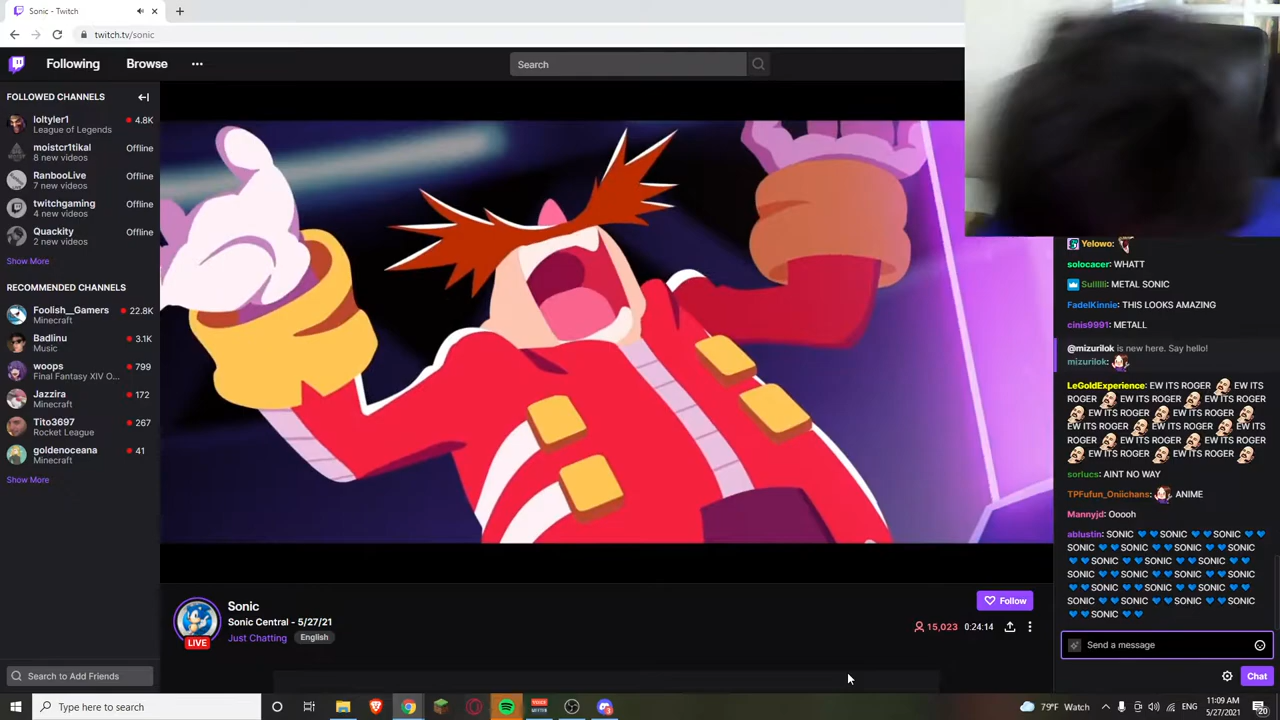 Sonic - Twitch
twitch.tv/sonic
Following
Browse
Search
FOLLOWED CHANNELS
loltyler1
4.8K
League of Legends
moistcr1tikal
Offline
8 new videos
RanbooLive
Offline
7 new videos
twitchgaming
Offline
4 new videos
Quackity
Offline
2 new videos
Show More
RECOMMENDED CHANNELS
Foolish_Gamers
22.8K
Minecraft
Badlinu
3.1K
Music
woops
799
Final Fantasy XIV O...
Jazzira
172
Minecraft
Tito3697
267
Rocket League
goldenoceana
41
Minecraft
Show More
Search to Add Friends
LIVE
Sonic
Sonic Central - 5/27/21
Just Chatting English
Follow
15,023 0:24:14
Yelowo:
solocacer: WHATT
Sullllli: METAL SONIC
FadelKinnie: THIS LOOKS AMAZING
cinis9991: METALL
@mizurilok is new here. Say hello!
mizurilok:
LeGoldExperience: EW ITS ROGER EW ITS
ROGER EW ITS ROGER EW ITS ROGER
EW ITS ROGER EW ITS ROGER
EW ITS ROGER EW ITS ROGER EW ITS
ROGER EW ITS ROGER EW ITS ROGER
EW ITS ROGER EW ITS ROGER
sorlucs: AINT NO WAY
TPFufun_Oniichans: ANIME
Mannyjd: Ooooh
ablustin: SONIC 💙💙SONIC 💙💙SONIC 💙💙
SONIC 💙💙SONIC 💙💙SONIC 💙💙SONIC
💙💙SONIC 💙💙SONIC 💙💙SONIC 💙💙
SONIC 💙💙SONIC 💙💙SONIC 💙💙SONIC
💙💙SONIC 💙💙SONIC 💙💙SONIC 💙💙
SONIC 💙💙SONIC 💙💙SONIC 💙💙SONIC
💙💙SONIC 💙💙
Send a message
Chat
Type here to search
79°F Watch
ENG
11:09 AM
5/27/2021
20